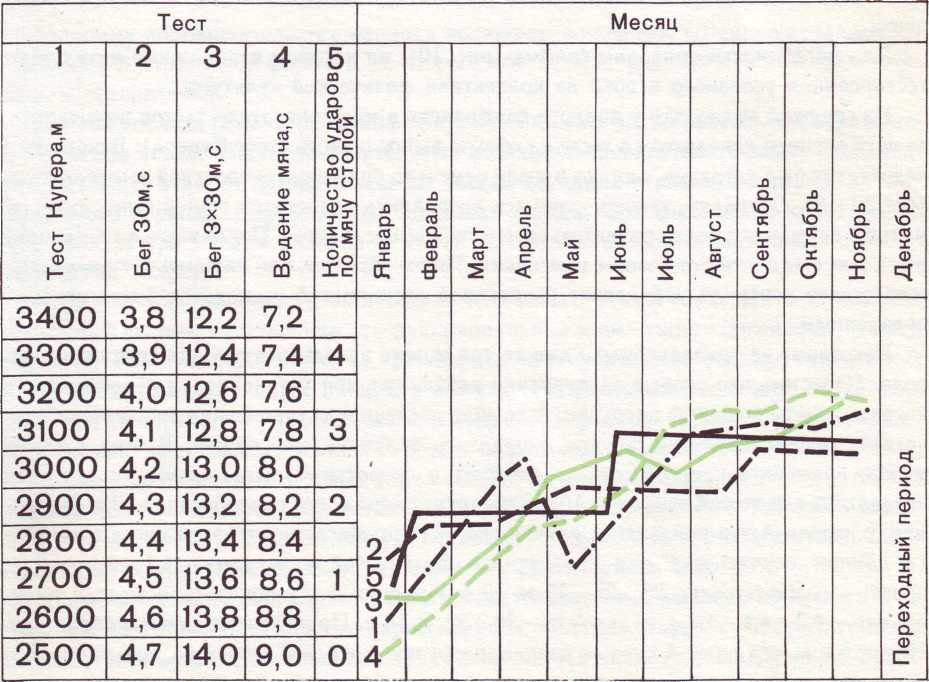 Тест Месяц
1 2 3 4 5
Тест Купера,м
Бег 30м,с
Бег 3×30м,с
Ведение мяча,с
Количество ударов
по мячу стопой
Январь
Февраль
Март
Апрель
Май
Июнь
Июль
Август
Сентябрь
Октябрь
Ноябрь
Декабрь
3400 3,8 12,2 7,2
3300 3,9 12,4 7,4 4
3200 4,0 12,6 7,6
3100 4,1 12,8 7,8 3
3000 4,2 13,0 8,0
2900 4,3 13,2 8,2 2
2800 4,4 13,4 8,4
2700 4,5 13,6 8,6 1
2600 4,6 13,8 8,8
2500 4,7 14,0 9,0 0
2
5
3
1
4
Переходный период